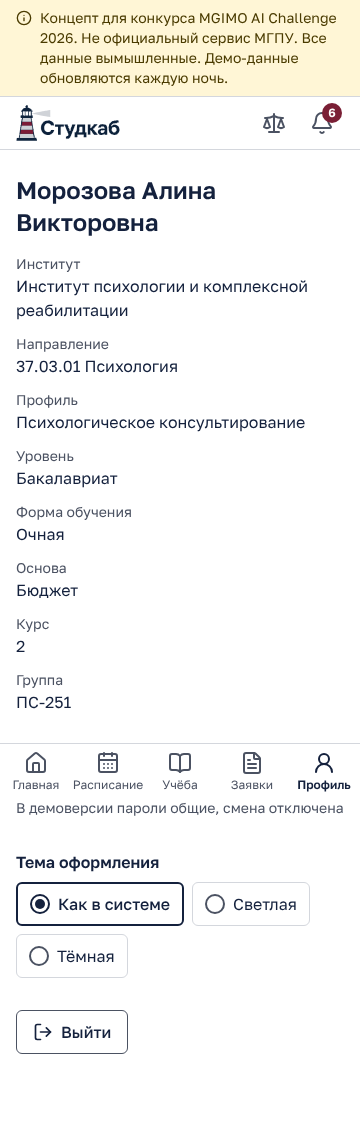 Концепт для конкурса MGIMO AI Challenge
2026. Не официальный сервис МГПУ. Все
данные вымышленные. Демо-данные
обновляются каждую ночь.
Студкаб
6
Морозова Алина
Викторовна
Институт
Институт психологии и комплексной
реабилитации
Направление
37.03.01 Психология
Профиль
Психологическое консультирование
Уровень
Бакалавриат
Форма обучения
Очная
Основа
Бюджет
Курс
2
Группа
ПС-251
Главная Расписание Учёба Заявки Профиль
В демоверсии пароли общие, смена отключена
Тема оформления
Как в системе Светлая
Тёмная
Выйти